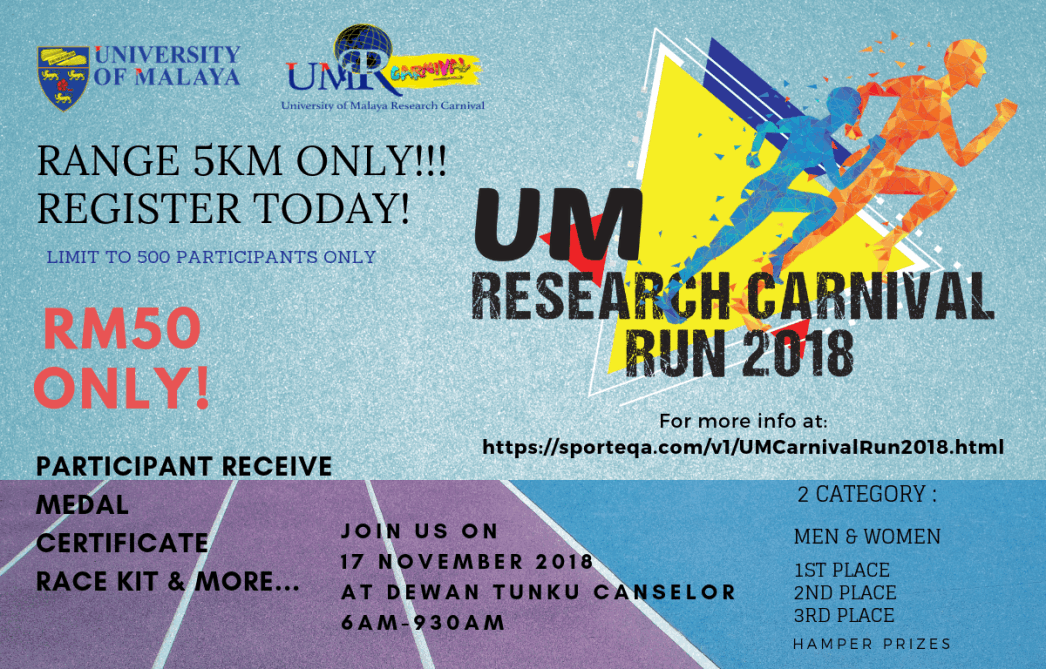 UNIVERSITY
OF MALAYA
UMR CARNIVAL
University of Malaya Research Carnival
RANGE 5KM ONLY!!!
REGISTER TODAY!
LIMIT TO 500 PARTICIPANTS ONLY
RM50
ONLY!
UM
RESEARCH CARNIVAL
RUN 2018
For more info at:
https://sporteqa.com/v1/UMCarnivalRun2018.html
PARTICIPANT RECEIVE
MEDAL
CERTIFICATE
RACE KIT & MORE...
JOIN US ON
17 NOVEMBER 2018
AT DEWAN TUNKU CANSELOR
6AM-930AM
2 CATEGORY :
MEN & WOMEN
1ST PLACE
2ND PLACE
3RD PLACE
HAMPER PRIZES